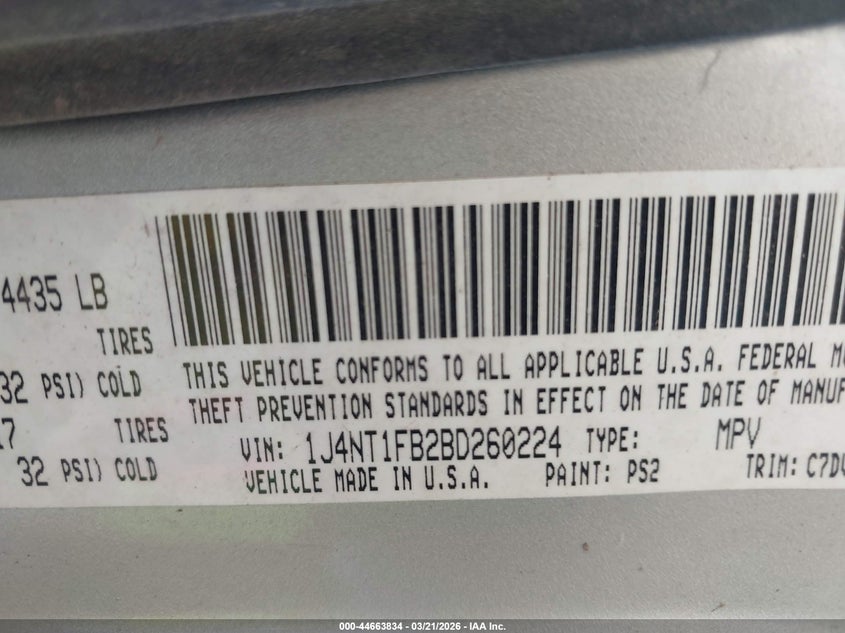 4435 LB
TIRES
32 PSI) COLD
17 TIRES
32 PSI) COLD
THIS VEHICLE CONFORMS TO ALL APPLICABLE U.S.A. FEDERAL
THEFT PREVENTION STANDARDS IN EFFECT ON THE DATE OF
VIN: 1J4NT1FB2BD260224 TYPE: MPV
VEHICLE MADE IN U.S.A. PAINT: PS2 TRIM:
000-44663834 - 03/21/2026 - IAA Inc.